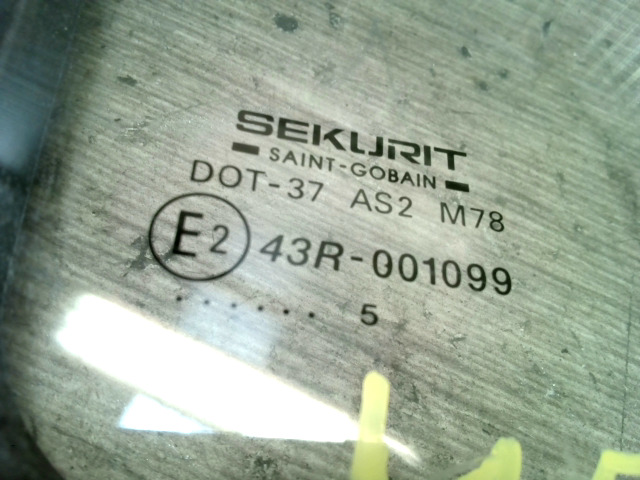 SEKURIT
SAINT-GOBAIN
DOT-37 AS2 M78
E2 43R-001099
...... 5